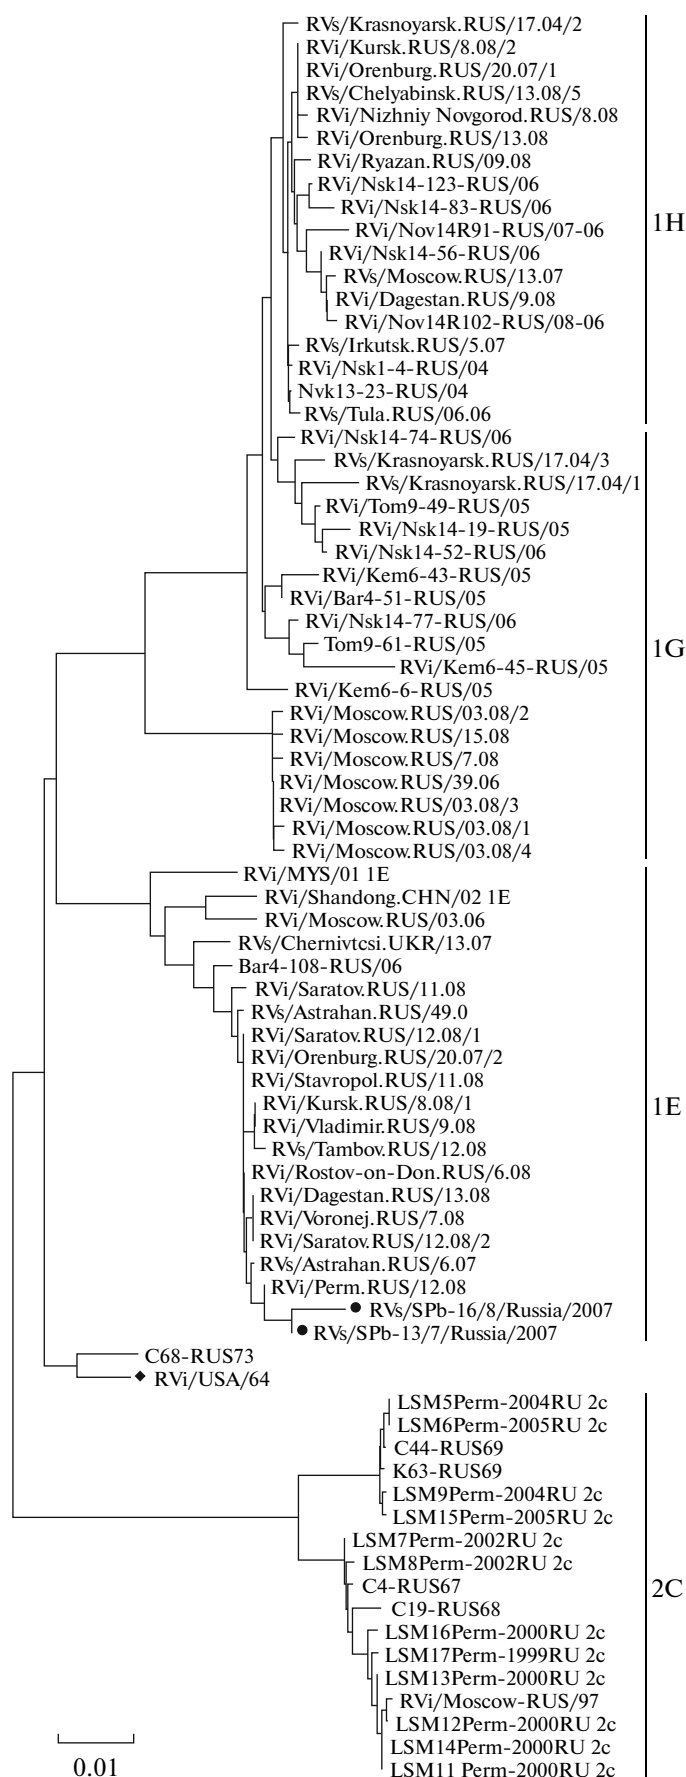 RVs/Krasnoyarsk.RUS/17.04/2
RVi/Kursk.RUS/8.08/2
RVi/Orenburg.RUS/20.07/1
RVs/Chelyabinsk.RUS/13.08/5
RVi/Nizhniy Novgorod.RUS/8.08
RVi/Orenburg.RUS/13.08
RVi/Ryazan.RUS/09.08
RVi/Nsk14-123-RUS/06
RVi/Nsk14-83-RUS/06
RVi/Nov14R91-RUS/07-06
1H
RVi/Nsk14-56-RUS/06
RVs/Moscow.RUS/13.07
RVi/Dagestan.RUS/9.08
RVi/Nov14R102-RUS/08-06
RVs/Irkutsk.RUS/5.07
RVi/Nsk1-4-RUS/04
Nvk13-23-RUS/04
RVs/Tula.RUS/06.06
RVi/Nsk14-74-RUS/06
RVs/Krasnoyarsk.RUS/17.04/3
RVs/Krasnoyarsk.RUS/17.04/1
RVi/Tom9-49-RUS/05
RVi/Nsk14-19-RUS/05
RVi/Nsk14-52-RUS/06
RVi/Kem6-43-RUS/05
RVi/Bar4-51-RUS/05
RVi/Nsk14-77-RUS/06
Tom9-61-RUS/05
1G
RVi/Kem6-45-RUS/05
RVi/Kem6-6-RUS/05
RVi/Moscow.RUS/03.08/2
RVi/Moscow.RUS/15.08
RVi/Moscow.RUS/7.08
RVi/Moscow.RUS/39.06
RVi/Moscow.RUS/03.08/3
RVi/Moscow.RUS/03.08/1
RVi/Moscow.RUS/03.08/4
RVi/MYS/01 1E
RVi/Shandong.CHN/02 1E
RVi/Moscow.RUS/03.06
RVs/Chernivtcsi.UKR/13.07
Bar4-108-RUS/06
RVi/Saratov.RUS/11.08
RVs/Astrahan.RUS/49.0
RVi/Saratov.RUS/12.08/1
RVi/Orenburg.RUS/20.07/2
RVi/Stavropol.RUS/11.08
RVi/Kursk.RUS/8.08/1
1E
RVi/Vladimir.RUS/9.08
RVs/Tambov.RUS/12.08
RVi/Rostov-on-Don.RUS/6.08
RVi/Dagestan.RUS/13.08
RVi/Voronej.RUS/7.08
RVi/Saratov.RUS/12.08/2
RVs/Astrahan.RUS/6.07
RVi/Perm.RUS/12.08
RVs/SPb-16/8/Russia/2007
RVs/SPb-13/7/Russia/2007
C68-RUS73
RVi/USA/64
LSM5Perm-2004RU 2c
LSM6Perm-2005RU 2c
C44-RUS69
K63-RUS69
LSM9Perm-2004RU 2c
LSM15Perm-2005RU 2c
LSM7Perm-2002RU 2c
LSM8Perm-2002RU 2c
C4-RUS67
2C
C19-RUS68
LSM16Perm-2000RU 2c
LSM17Perm-1999RU 2c
LSM13Perm-2000RU 2c
RVi/Moscow-RUS/97
LSM12Perm-2000RU 2c
LSM14Perm-2000RU 2c
LSM11 Perm-2000RU 2c
0.01